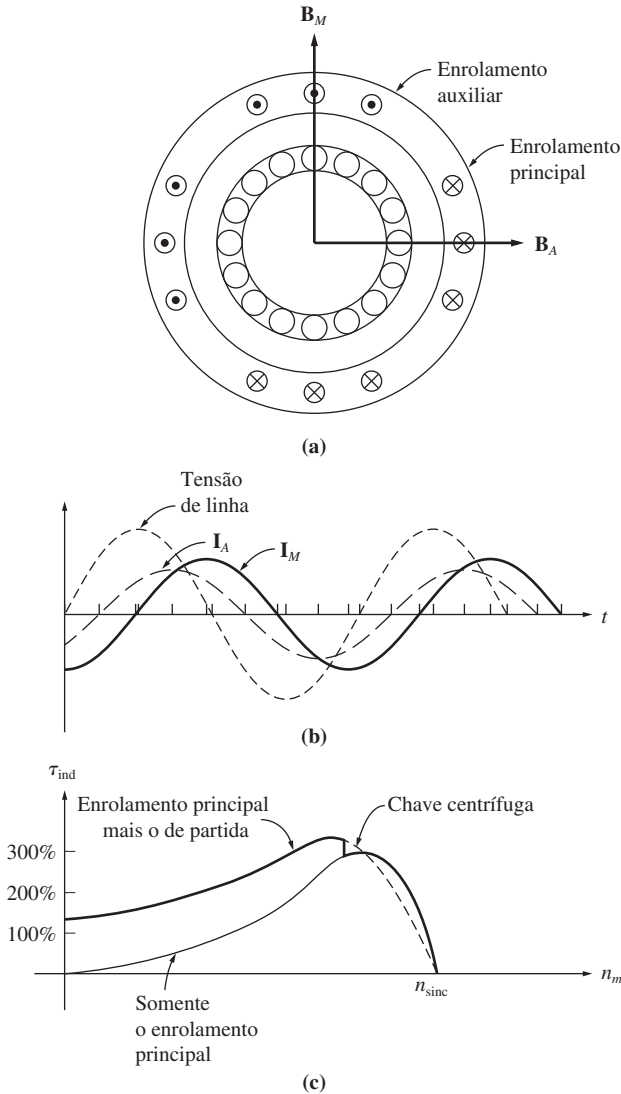 B_M
Enrolamento
auxiliar
Enrolamento
principal
B_A
(a)
Tensão
de linha
I_A
I_M
t
(b)
τ_ind
Enrolamento principal
mais o de partida
Chave centrífuga
300%
200%
100%
n_sinc
n_m
Somente
o enrolamento
principal
(c)